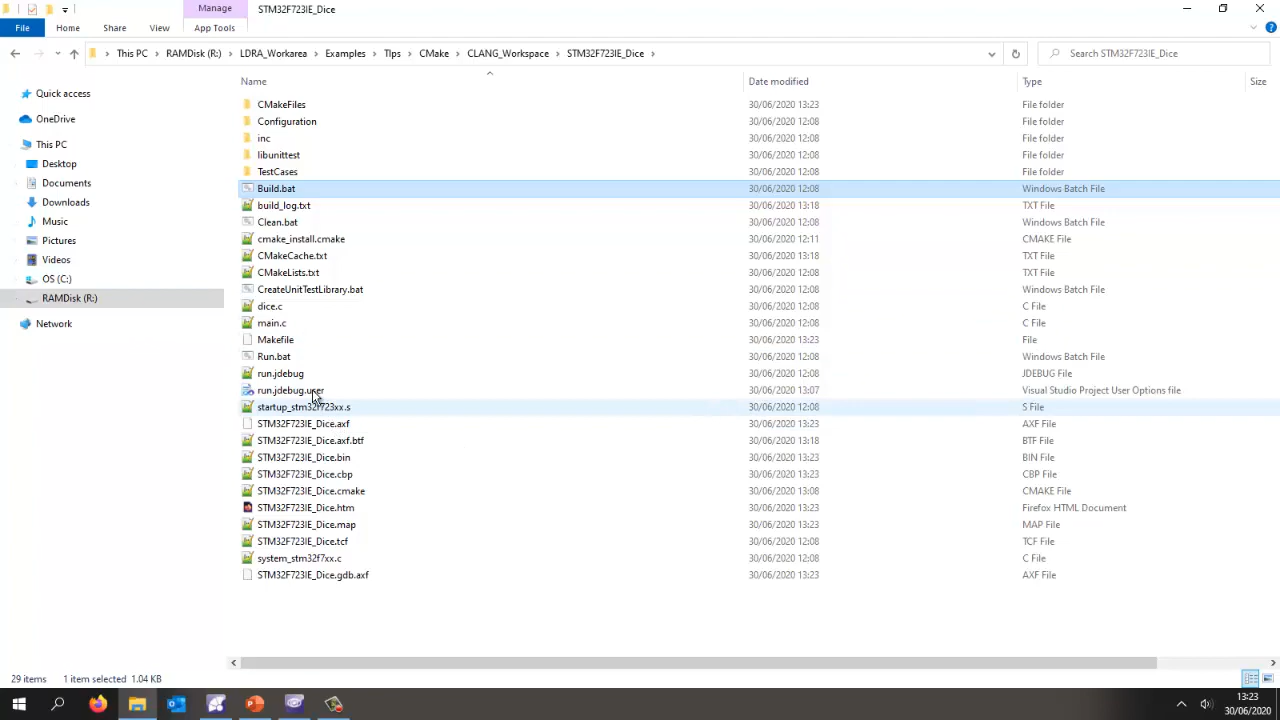 Manage
STM32F723IE_Dice
File
Home
Share
View
App Tools
This PC
RAMDisk (R:)
LDRA_Workarea
Examples
TIps
CMake
CLANG_Workspace
STM32F723IE_Dice
Search STM32F723IE_Dice
Name
Date modified
Type
Size
Quick access
OneDrive
This PC
Desktop
Documents
Downloads
Music
Pictures
Videos
OS (C:)
RAMDisk (R:)
Network
CMakeFiles 30/06/2020 13:23 File folder
Configuration 30/06/2020 12:08 File folder
inc 30/06/2020 12:08 File folder
libunittest 30/06/2020 12:08 File folder
TestCases 30/06/2020 12:08 File folder
Build.bat 30/06/2020 12:08 Windows Batch File
build_log.txt 30/06/2020 13:18 TXT File
Clean.bat 30/06/2020 12:08 Windows Batch File
cmake_install.cmake 30/06/2020 12:11 CMAKE File
CMakeCache.txt 30/06/2020 13:18 TXT File
CMakeLists.txt 30/06/2020 12:08 TXT File
CreateUnitTestLibrary.bat 30/06/2020 12:08 Windows Batch File
dice.c 30/06/2020 12:08 C File
main.c 30/06/2020 12:08 C File
Makefile 30/06/2020 13:23 File
Run.bat 30/06/2020 12:08 Windows Batch File
run.jdebug 30/06/2020 12:08 JDEBUG File
run.jdebug.user 30/06/2020 13:07 Visual Studio Project User Options file
startup_stm32f723xx.s 30/06/2020 12:08 S File
STM32F723IE_Dice.axf 30/06/2020 13:23 AXF File
STM32F723IE_Dice.axf.btf 30/06/2020 13:18 BTF File
STM32F723IE_Dice.bin 30/06/2020 13:23 BIN File
STM32F723IE_Dice.cbp 30/06/2020 13:23 CBP File
STM32F723IE_Dice.cmake 30/06/2020 13:08 CMAKE File
STM32F723IE_Dice.htm 30/06/2020 13:23 Firefox HTML Document
STM32F723IE_Dice.map 30/06/2020 13:23 MAP File
STM32F723IE_Dice.tcf 30/06/2020 12:08 TCF File
system_stm32f7xx.c 30/06/2020 12:08 C File
STM32F723IE_Dice.gdb.axf 30/06/2020 13:23 AXF File
29 items
1 item selected 1.04 KB
13:23
30/06/2020